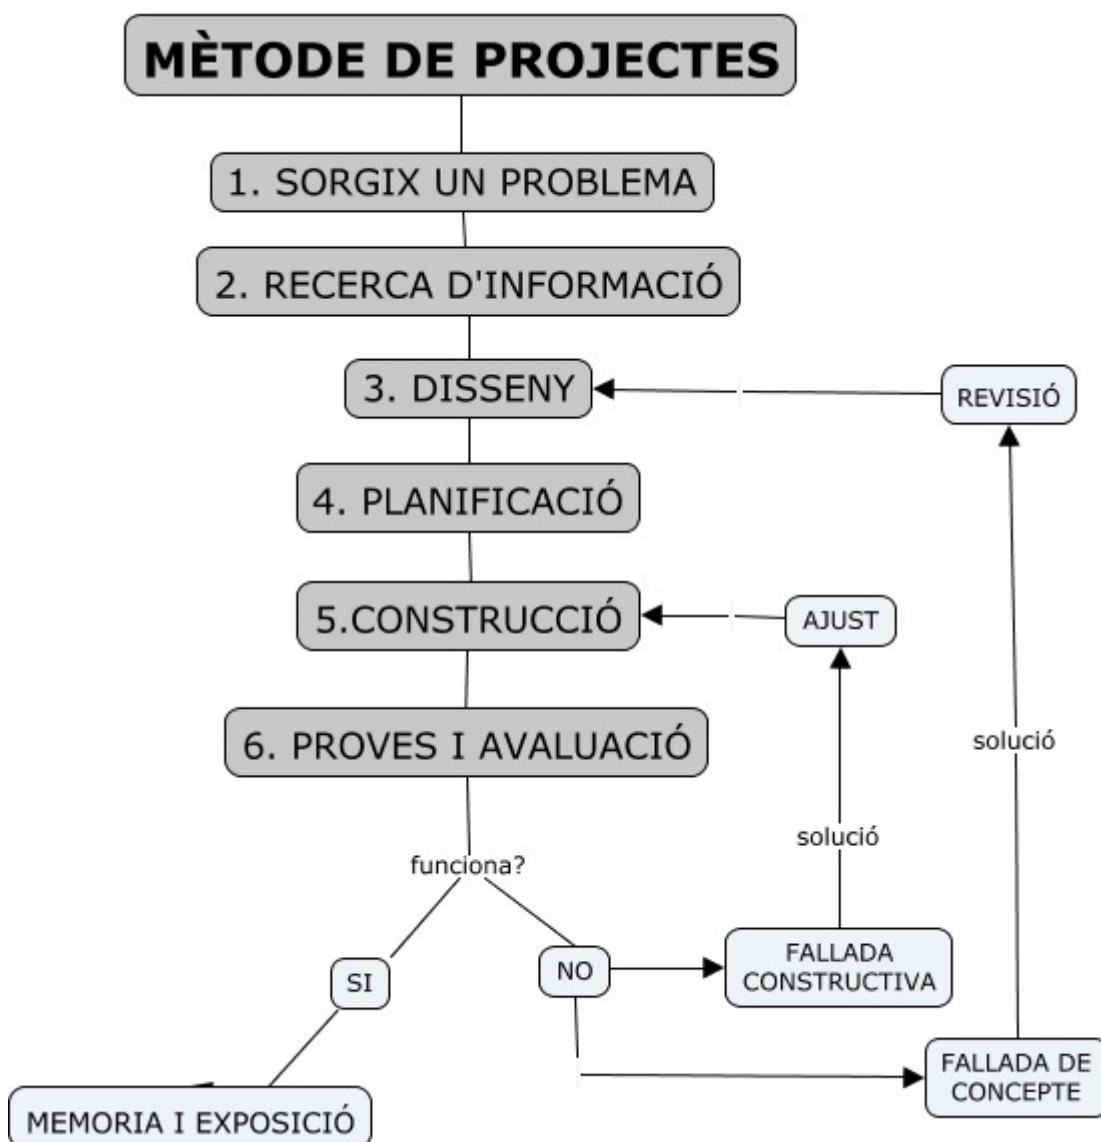 MÈTODE DE PROJECTES
1. SORGIX UN PROBLEMA
2. RECERCA D'INFORMACIÓ
3. DISSENY
REVISIÓ
4. PLANIFICACIÓ
5.CONSTRUCCIÓ
AJUST
6. PROVES I AVALUACIÓ
solució
solució
funciona?
SI
NO
FALLADA
CONSTRUCTIVA
FALLADA DE
CONCEPTE
MEMORIA I EXPOSICIÓ